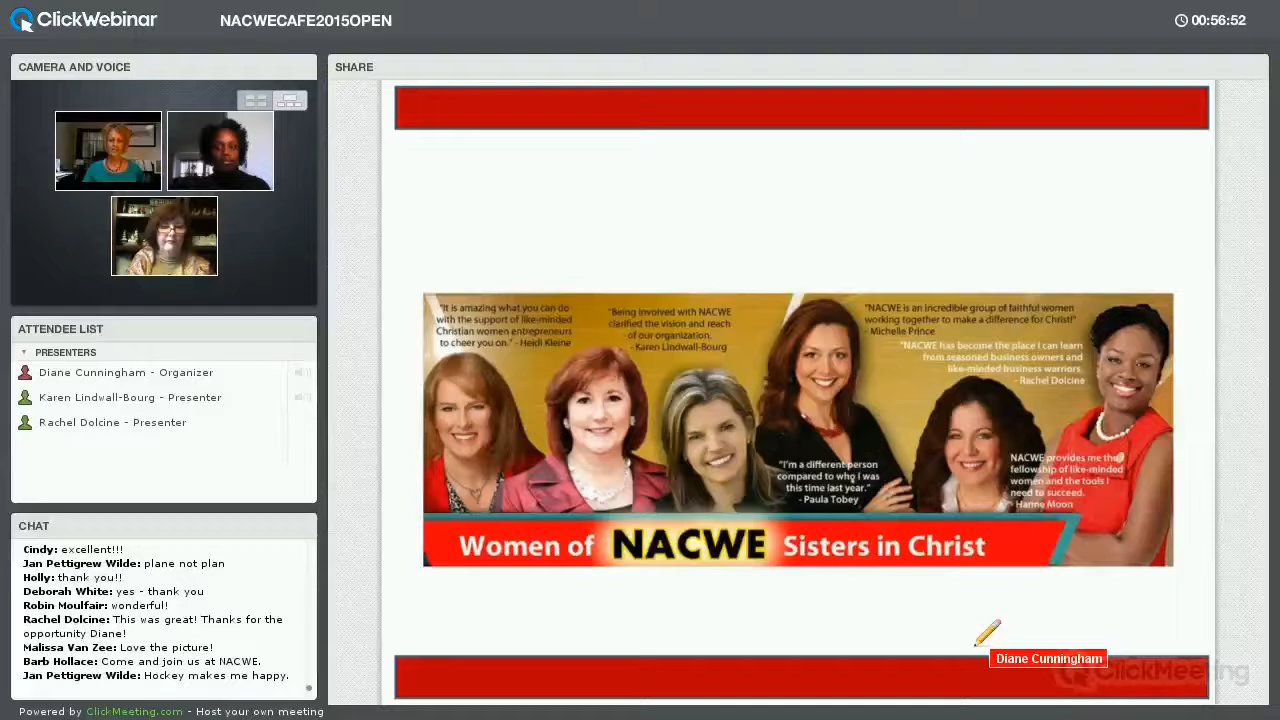 ClickWebinar
NACWECAFE2015OPEN
00:56:52
CAMERA AND VOICE
ATTENDEE LIST
PRESENTERS
Diane Cunningham - Organizer
Karen Lindwall-Bourg - Presenter
Rachel Dolcine - Presenter
CHAT
Cindy: excellent!!!
Jan Pettigrew Wilde: plane not plan
Holly: thank you!!
Deborah White: yes - thank you
Robin Moulfair: wonderful!
Rachel Dolcine: This was great! Thanks for the
opportunity Diane!
Malissa Van Zee: Love the picture!
Barb Hollace: Come and join us at NACWE.
Jan Pettigrew Wilde: Hockey makes me happy.
Powered by ClickMeeting.com - Host your own meeting
SHARE
"It is amazing what you can do
with the support of like-minded
Christian women entrepreneurs
to cheer you on." - Heidi Kleine
"Being involved with NACWE
clarified the vision and reach
of our organization.
- Karen Lindwall-Bourg
"NACWE is an incredible group of faithful women
working together to make a difference for Christ!"
- Michelle Prince
"NACWE has become the place I can learn
from seasoned business owners and
like-minded business warriors.
- Rachel Dolcine
"I'm a different person
compared to who I was
this time last year."
- Paula Tobey
NACWE provides me the
fellowship of like-minded
women and the tools I
need to succeed.
- Hanne Moon
Women of NACWE Sisters in Christ
Diane Cunningham
ClickMeeting